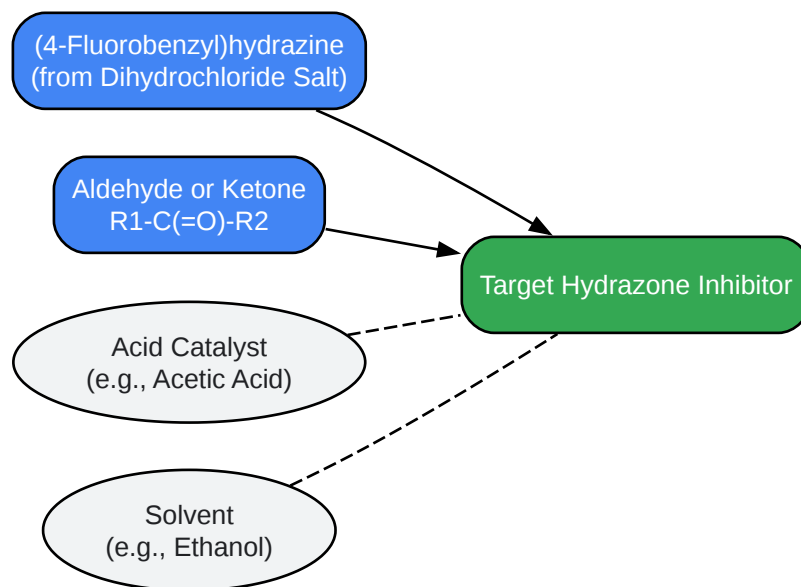 (4-Fluorobenzyl)hydrazine
(from Dihydrochloride Salt)
Aldehyde or Ketone
R1-C(=O)-R2
Target Hydrazone Inhibitor
Acid Catalyst
(e.g., Acetic Acid)
Solvent
(e.g., Ethanol)